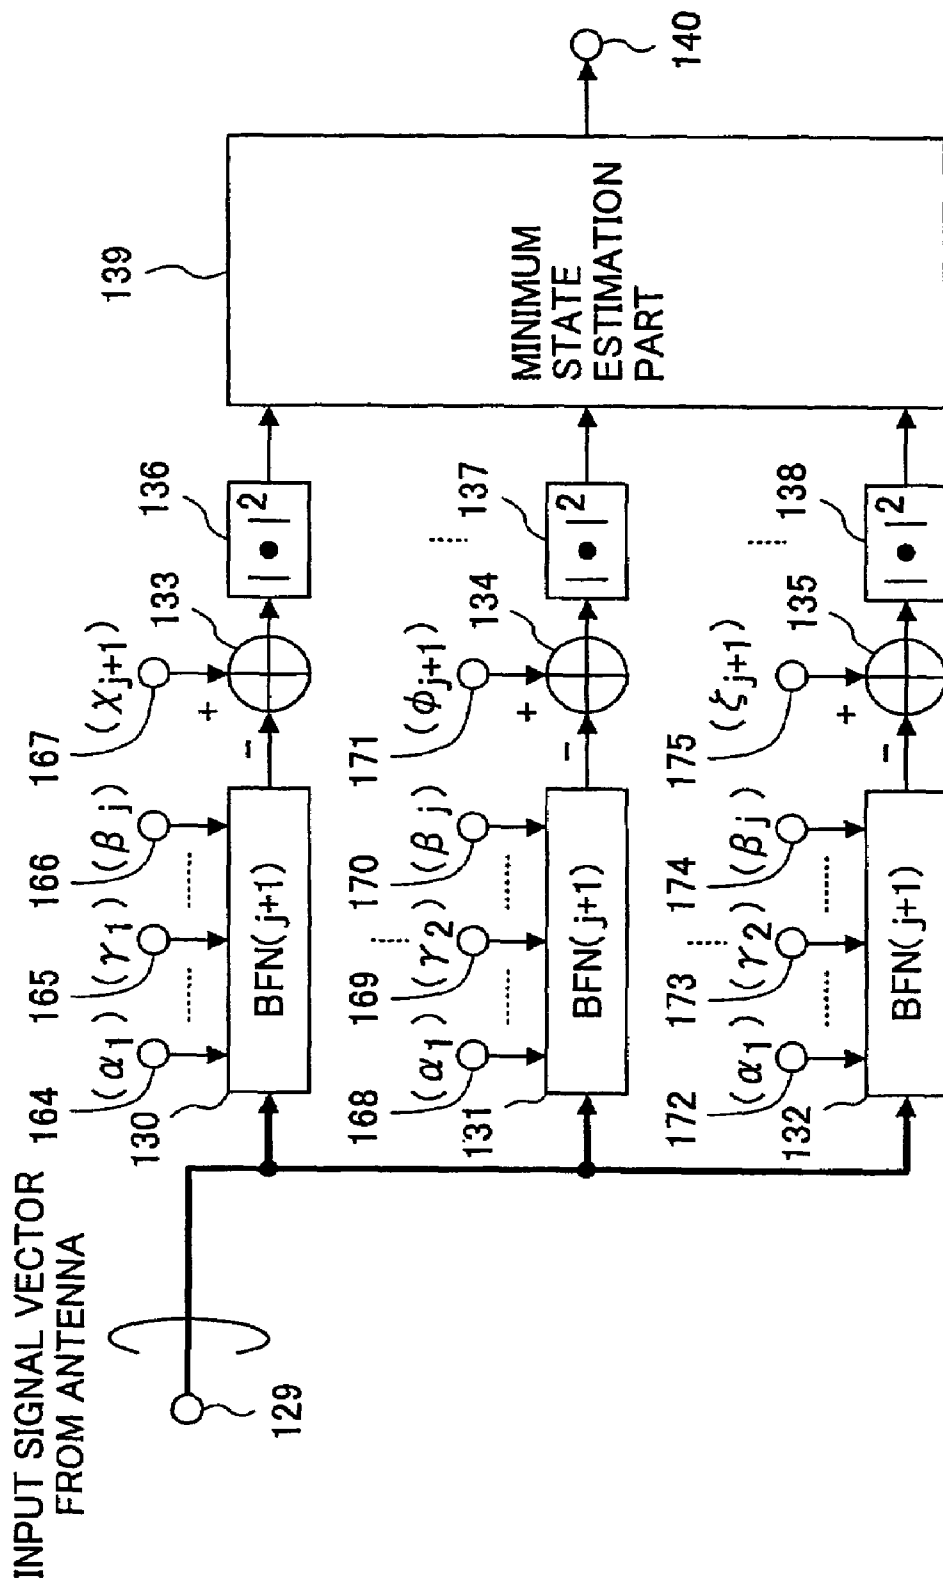 INPUT SIGNAL VECTOR
FROM ANTENNA
129
164
(α1)
165
(γ1)
166
(βj)
167
(χj+1)
130
BFN(j+1)
+
−
133
136
|●|2
139
168
(α1)
169
(γ2)
170
(βj)
171
(ϕj+1)
131
BFN(j+1)
+
−
134
137
|●|2
MINIMUM
STATE
ESTIMATION
PART
140
172
(α1)
173
(γ2)
174
(βj)
175
(ζj+1)
132
BFN(j+1)
+
−
135
138
|●|2